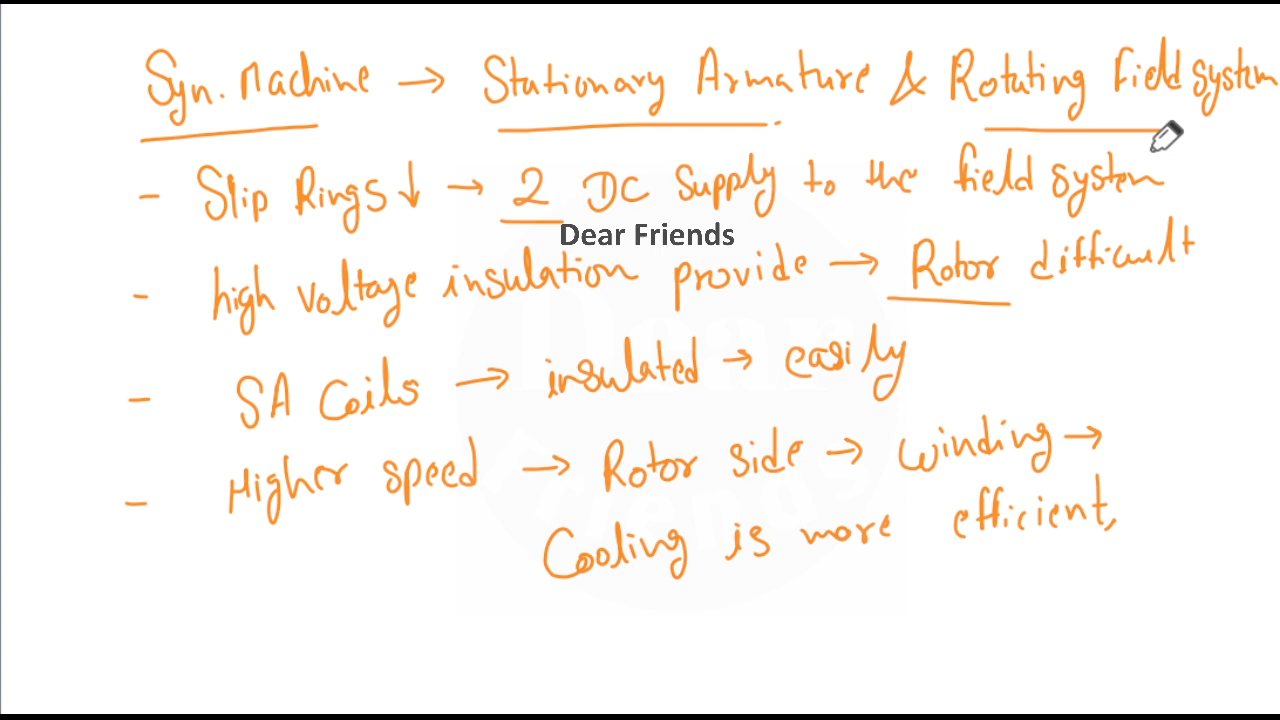 Syn. Machine → Stationary Armature & Rotating Field System
- Slip Rings ↓ → 2 DC Supply to the field system
Dear Friends
- high voltage insulation provide → Rotor difficult
- SA Coils → insulated → easily
- Higher speed → Rotor side → winding →
Cooling is more efficient,